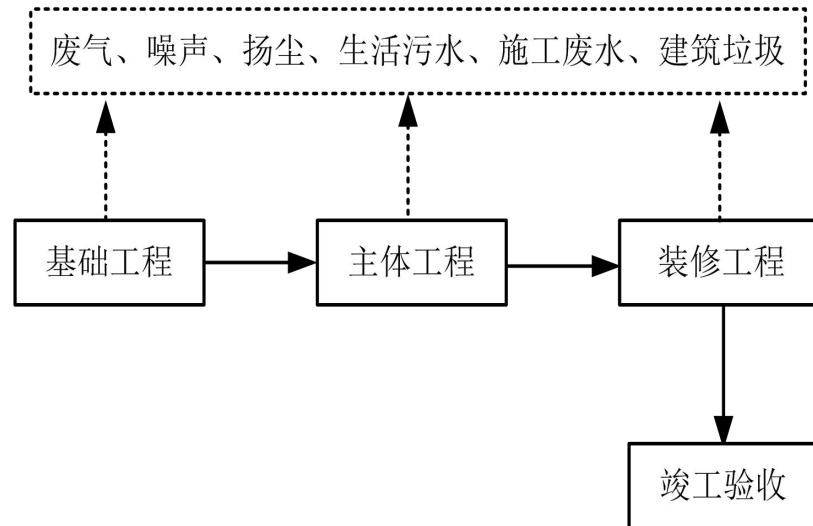 废气、噪声、扬尘、生活污水、施工废水、建筑垃圾
基础工程
主体工程
装修工程
竣工验收